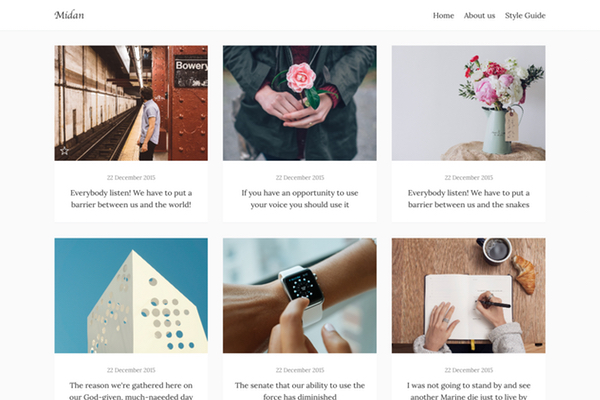 Midan
Home About us Style Guide
Bowery
22 December 2015
22 December 2015
22 December 2015
Everybody listen! We have to put a
barrier between us and the world!
If you have an opportunity to use
your voice you should use it
Everybody listen! We have to put a
barrier between us and the snakes
22 December 2015
22 December 2015
22 December 2015
The reason we're gathered here on
our God-given, much-naeeded day
The senate that our ability to use the
force has diminished
I was not going to stand by and see
another Marine die just to live by